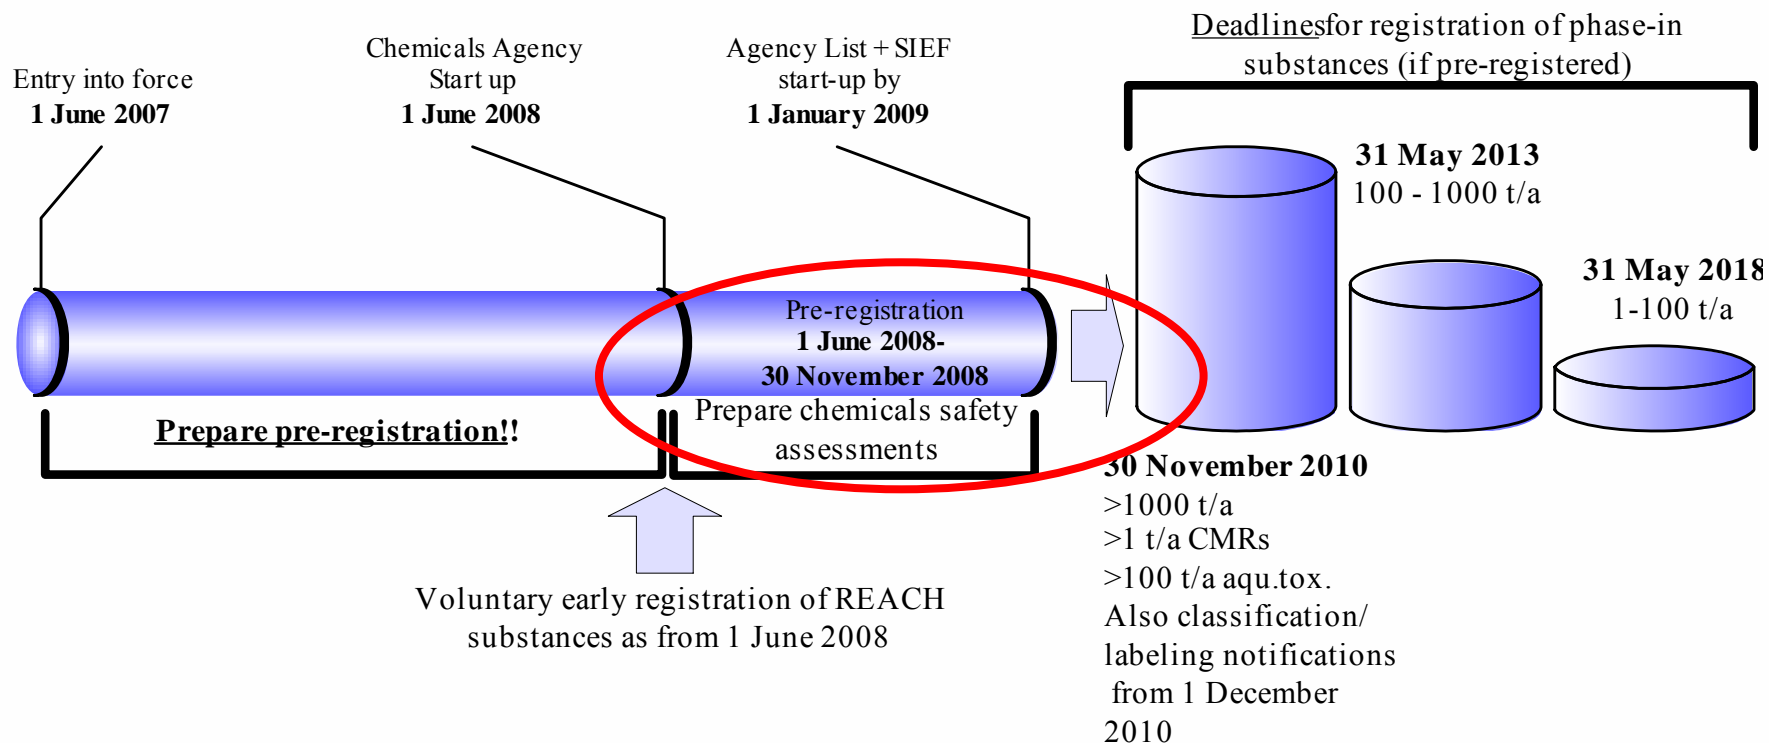 Entry into force
1 June 2007
Chemicals Agency
Start up
1 June 2008
Agency List + SIEF
start-up by
1 January 2009
Deadlinesfor registration of phase-in
substances (if pre-registered)
31 May 2013
100 - 1000 t/a
31 May 2018
1-100 t/a
Pre-registration
1 June 2008-
30 November 2008
Prepare chemicals safety
assessments
Prepare pre-registration!!
30 November 2010
>1000 t/a
>1 t/a CMRs
>100 t/a aqu.tox.
Also classification/
labeling notifications
from 1 December
2010
Voluntary early registration of REACH
substances as from 1 June 2008